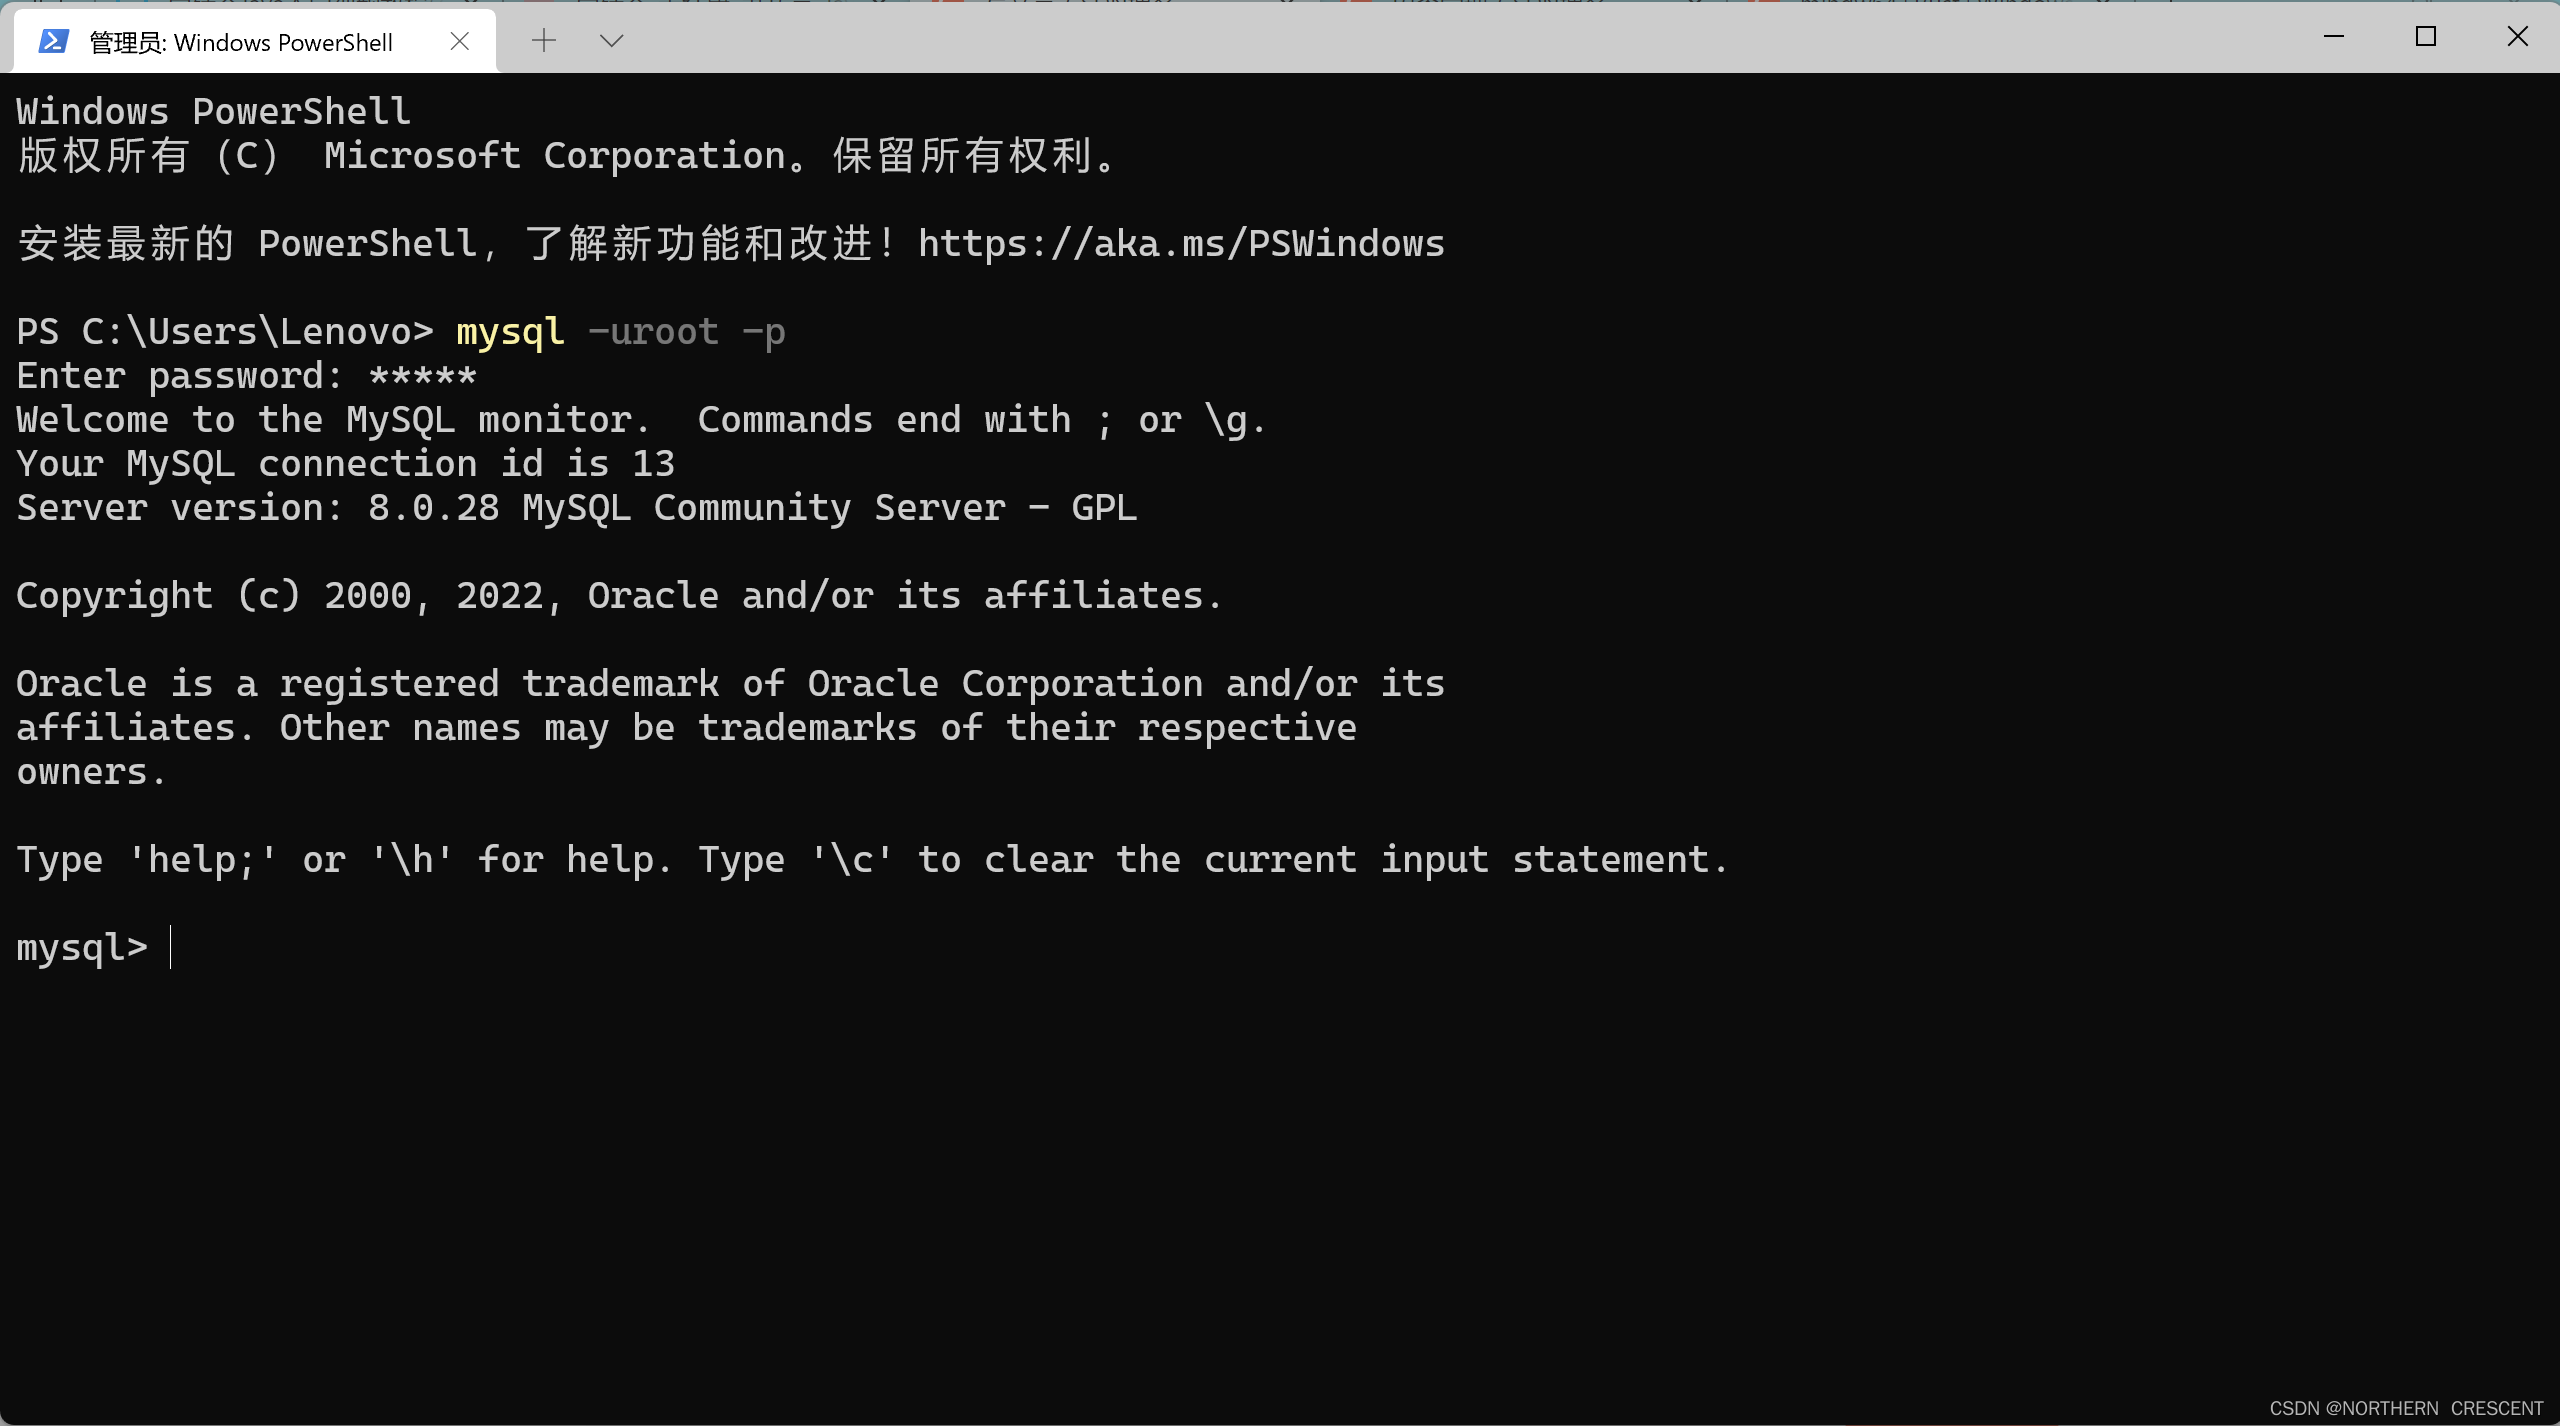 管理员: Windows PowerShell
Windows PowerShell
版权所有 (C)  Microsoft Corporation。保留所有权利。
安装最新的 PowerShell，了解新功能和改进！https://aka.ms/PSWindows
PS C:\Users\Lenovo> mysql -uroot -p
Enter password: *****
Welcome to the MySQL monitor.  Commands end with ; or \g.
Your MySQL connection id is 13
Server version: 8.0.28 MySQL Community Server - GPL
Copyright (c) 2000, 2022, Oracle and/or its affiliates.
Oracle is a registered trademark of Oracle Corporation and/or its
affiliates. Other names may be trademarks of their respective
owners.
Type 'help;' or '\h' for help. Type '\c' to clear the current input statement.
mysql>
CSDN @NORTHERN  CRESCENT